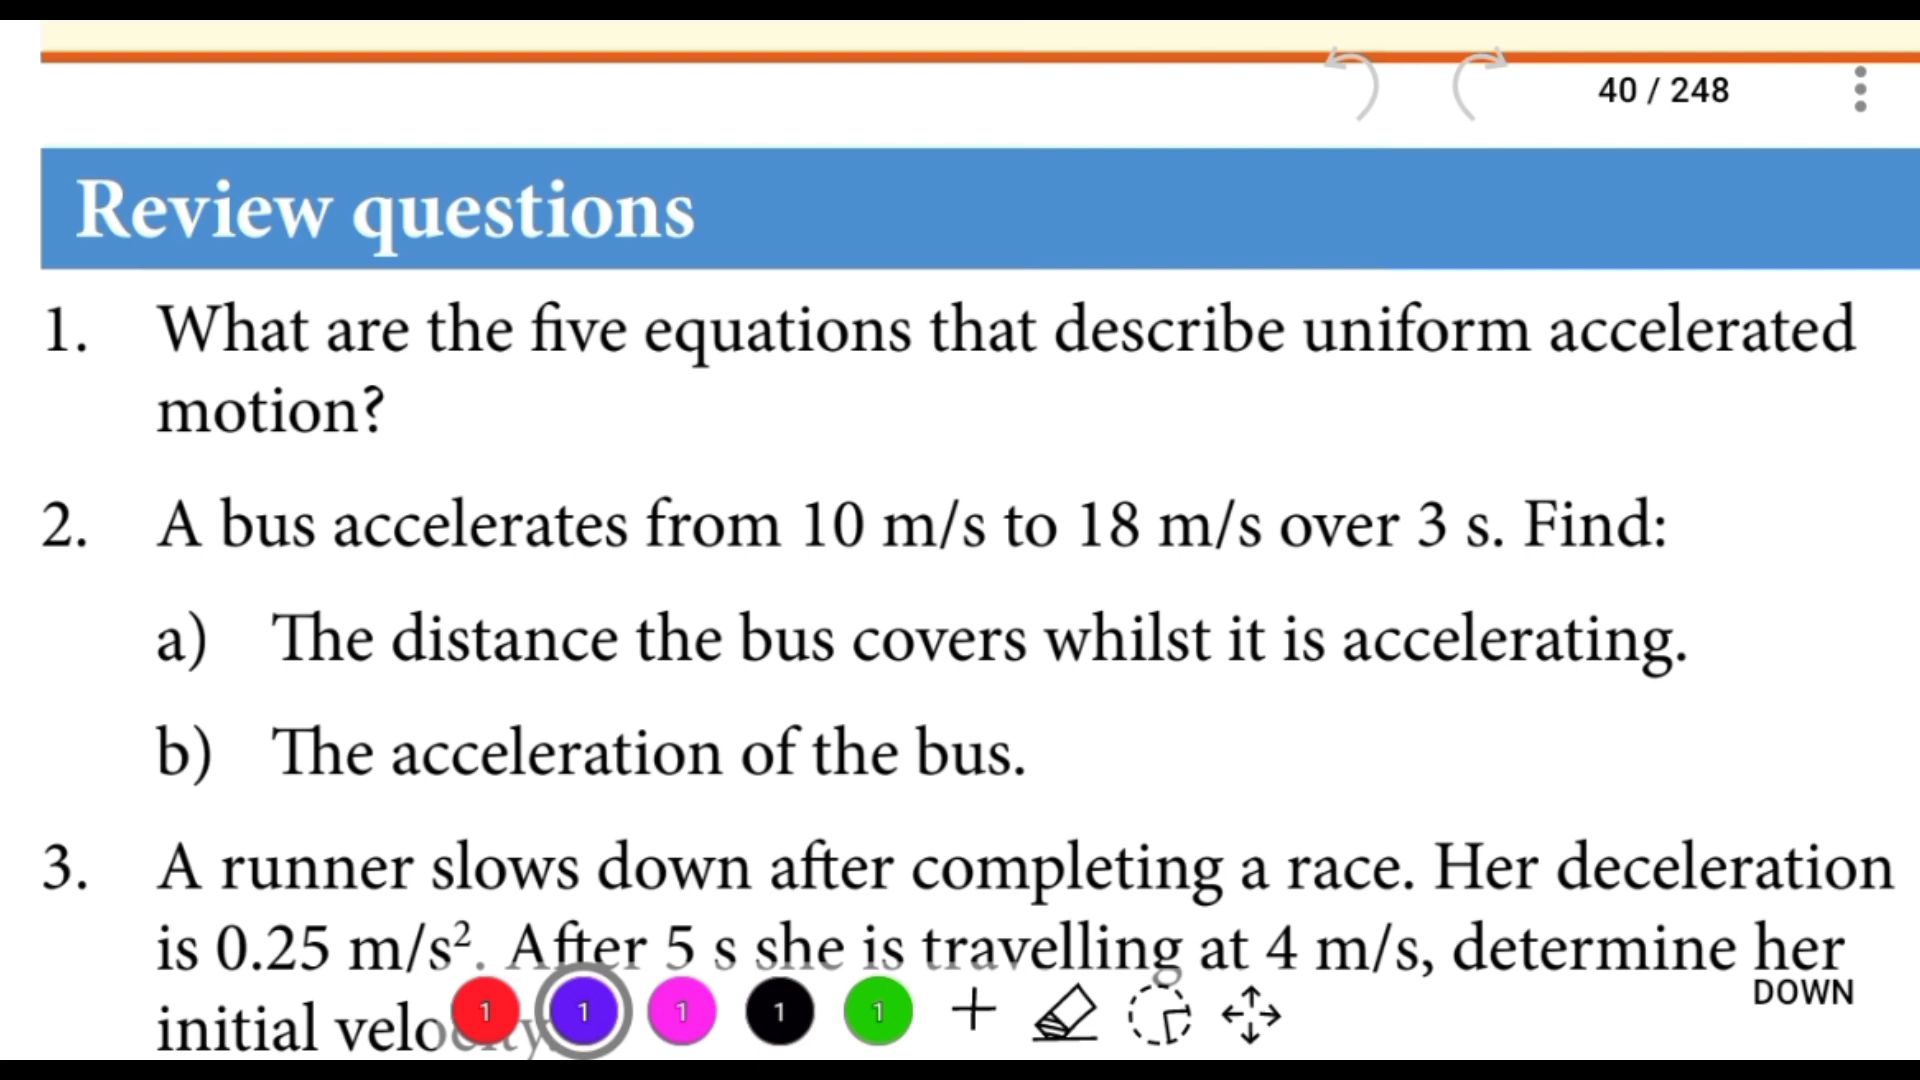 40 / 248
Review questions
1. What are the five equations that describe uniform accelerated
motion?
2. A bus accelerates from 10 m/s to 18 m/s over 3 s. Find:
a) The distance the bus covers whilst it is accelerating.
b) The acceleration of the bus.
3. A runner slows down after completing a race. Her deceleration
is 0.25 m/s². After 5 s she is travelling at 4 m/s, determine her
DOWN
initial velocity
1 1 1 1 1